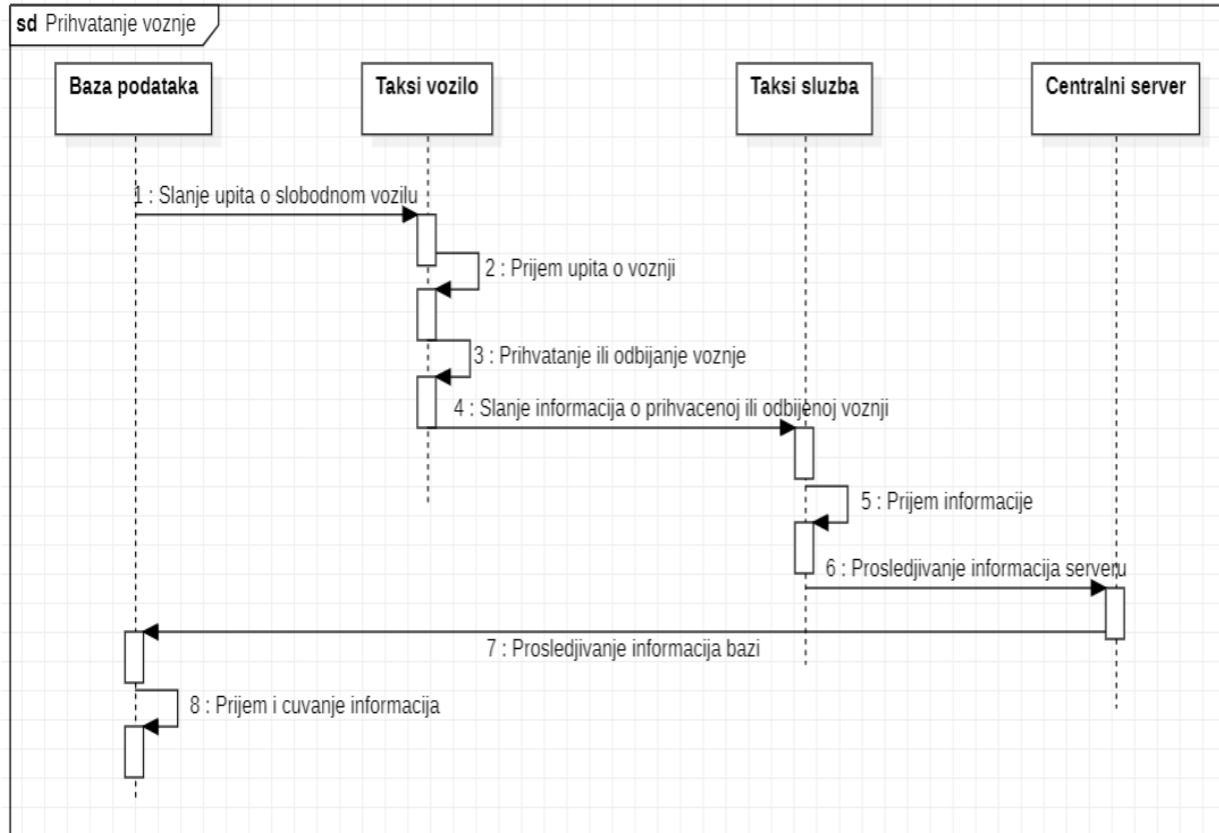 sd Prihvatanje voznje
Baza podataka
Taksi vozilo
Taksi sluzba
Centralni server
1 : Slanje upita o slobodnom vozilu
2 : Prijem upita o voznji
3 : Prihvatanje ili odbijanje voznje
4 : Slanje informacija o prihvacenoj ili odbijenoj voznji
5 : Prijem informacije
6 : Prosledjivanje informacija serveru
7 : Prosledjivanje informacija bazi
8 : Prijem i cuvanje informacija